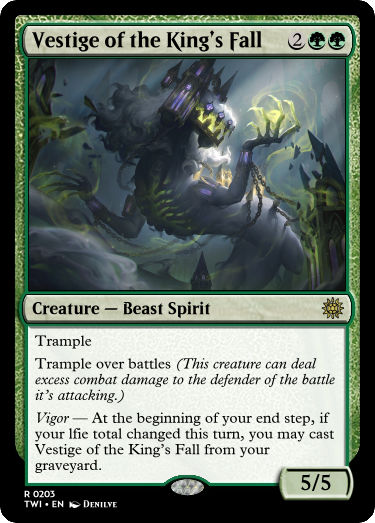 Vestige of the King's Fall 2
Creature — Beast Spirit
Trample
Trample over battles (This creature can deal
excess combat damage to the defender of the battle
it's attacking.)
Vigor — At the beginning of your end step, if
your lfie total changed this turn, you may cast
Vestige of the King's Fall from your
graveyard.
5/5
R 0203
TWI • EN DENILVE